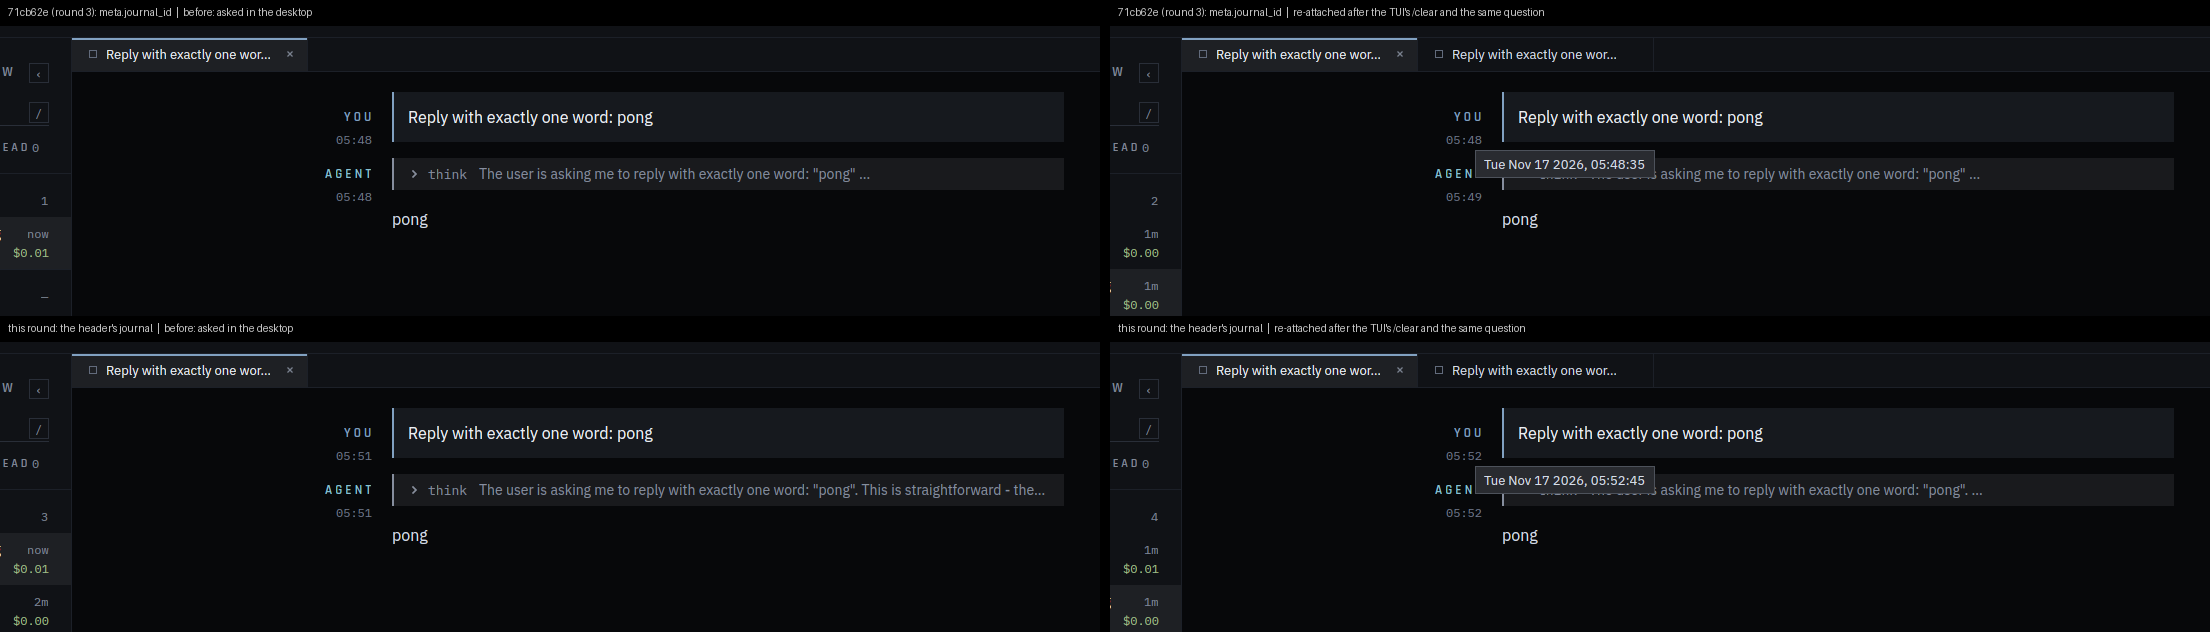 71cb62e (round 3): meta.journal_id | before: asked in the desktop
Reply with exactly one wor... ×
W ‹
/
EAD 0
1
now
$0.01
—
YOU
05:48
Reply with exactly one word: pong
AGENT
05:48
› think The user is asking me to reply with exactly one word: "pong" ...
pong
71cb62e (round 3): meta.journal_id | re-attached after the TUI's /clear and the same question
Reply with exactly one wor... ×
Reply with exactly one wor...
W ‹
/
EAD 0
2
1m
$0.00
1m
$0.00
YOU
05:48
Reply with exactly one word: pong
Tue Nov 17 2026, 05:48:35
AGEN
05:49
asking me to reply with exactly one word: "pong" ...
pong
this round: the header's journal | before: asked in the desktop
Reply with exactly one wor... ×
W ‹
/
EAD 0
3
now
$0.01
2m
$0.00
YOU
05:51
Reply with exactly one word: pong
AGENT
05:51
› think The user is asking me to reply with exactly one word: "pong". This is straightforward - the...
pong
this round: the header's journal | re-attached after the TUI's /clear and the same question
Reply with exactly one wor... ×
Reply with exactly one wor...
W ‹
/
EAD 0
4
1m
$0.01
1m
$0.00
YOU
05:52
Reply with exactly one word: pong
Tue Nov 17 2026, 05:52:45
AGEN
05:52
asking me to reply with exactly one word: "pong". ...
pong